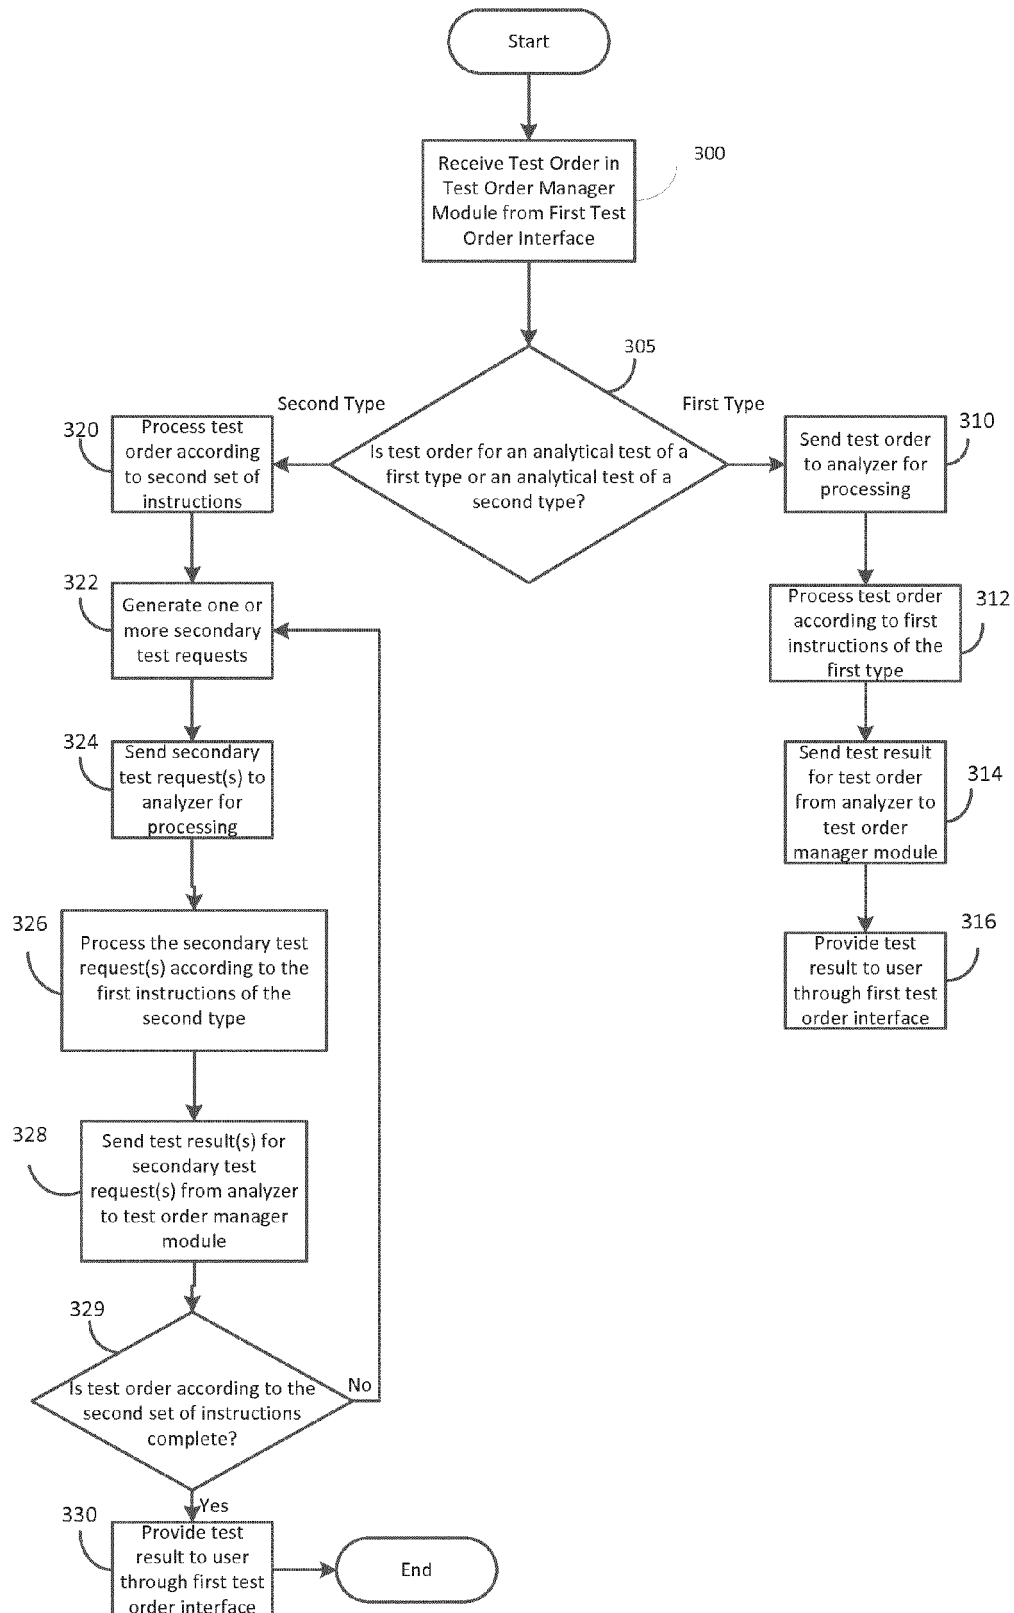 Start
Receive Test Order in
Test Order Manager
Module from First Test
Order Interface
300
305
Is test order for an analytical test of a
first type or an analytical test of a
second type?
Second Type
First Type
320
Process test
order according
to second set of
instructions
310
Send test order
to analyzer for
processing
322
Generate one or
more secondary
test requests
312
Process test order
according to first
instructions of the
first type
324
Send secondary
test request(s) to
analyzer for
processing
314
Send test result
for test order
from analyzer to
test order
manager module
326
Process the secondary test
request(s) according to the
first instructions of the
second type
316
Provide test
result to user
through first test
order interface
328
Send test result(s) for
secondary test
request(s) from analyzer
to test order manager
module
329
Is test order according to the
second set of instructions
complete?
No
Yes
330
Provide test
result to user
through first test
order interface
End